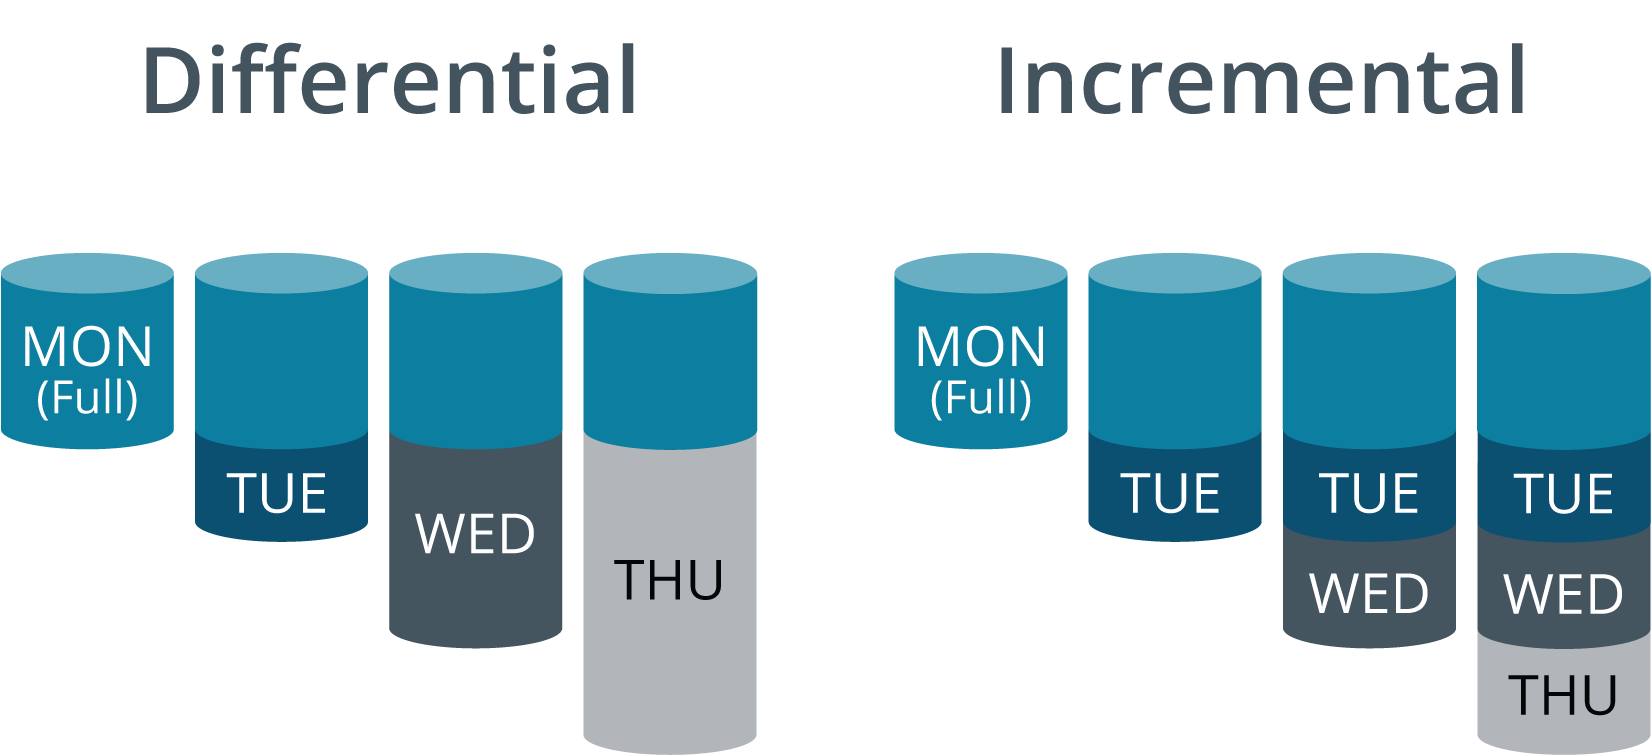 Differential
MON
(Full)
TUE
WED
THU
Incremental
MON
(Full)
TUE
TUE
WED
TUE
WED
THU